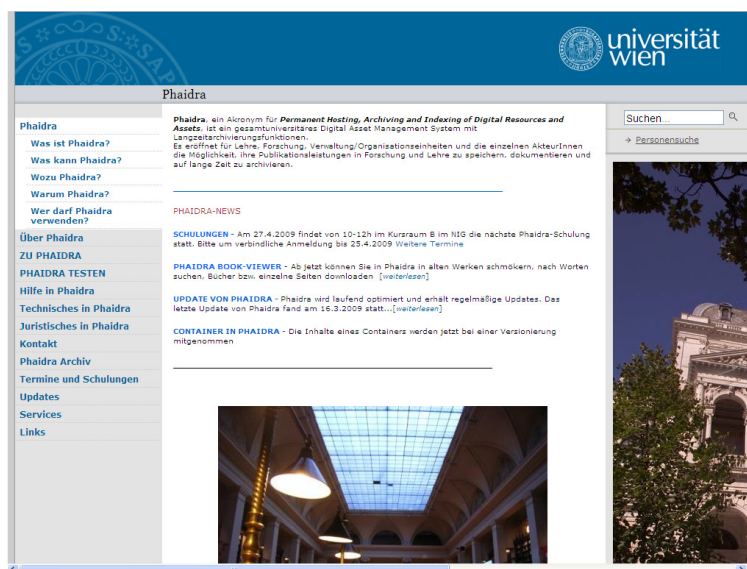 universität
wien
Phaidra
Phaidra
Was ist Phaidra?
Was kann Phaidra?
Wozu Phaidra?
Warum Phaidra?
Wer darf Phaidra
verwenden?
Über Phaidra
ZU PHAIDRA
PHAIDRA TESTEN
Hilfe in Phaidra
Technisches in Phaidra
Juristisches in Phaidra
Kontakt
Phaidra Archiv
Termine und Schulungen
Updates
Services
Links
Phaidra, ein Akronym für Permanent Hosting, Archiving and Indexing of Digital Resources and
Assets, ist ein gesamtuniversitäres Digital Asset Management System mit
Langzeitarchivierungsfunktionen.
Es eröffnet für Lehre, Forschung, Verwaltung/Organisationseinheiten und die einzelnen AkteurInnen
die Möglichkeit, ihre Publikationsleistungen in Forschung und Lehre zu speichern, dokumentieren und
auf lange Zeit zu archivieren.
PHAIDRA-NEWS
SCHULUNGEN - Am 27.4.2009 findet von 10-12h im Kursraum B im NIG die nächste Phaidra-Schulung
statt. Bitte um verbindliche Anmeldung bis 25.4.2009 Weitere Termine
PHAIDRA BOOK-VIEWER - Ab jetzt können Sie in Phaidra in alten Werken schmökern, nach Worten
suchen, Bücher bzw. einzelne Seiten downloaden [weiterlesen]
UPDATE VON PHAIDRA - Phaidra wird laufend optimiert und erhält regelmäßige Updates. Das
letzte Update von Phaidra fand am 16.3.2009 statt...[weiterlesen]
CONTAINER IN PHAIDRA - Die Inhalte eines Containers werden jetzt bei einer Versionierung
mitgenommen
Suchen...
→ Personensuche